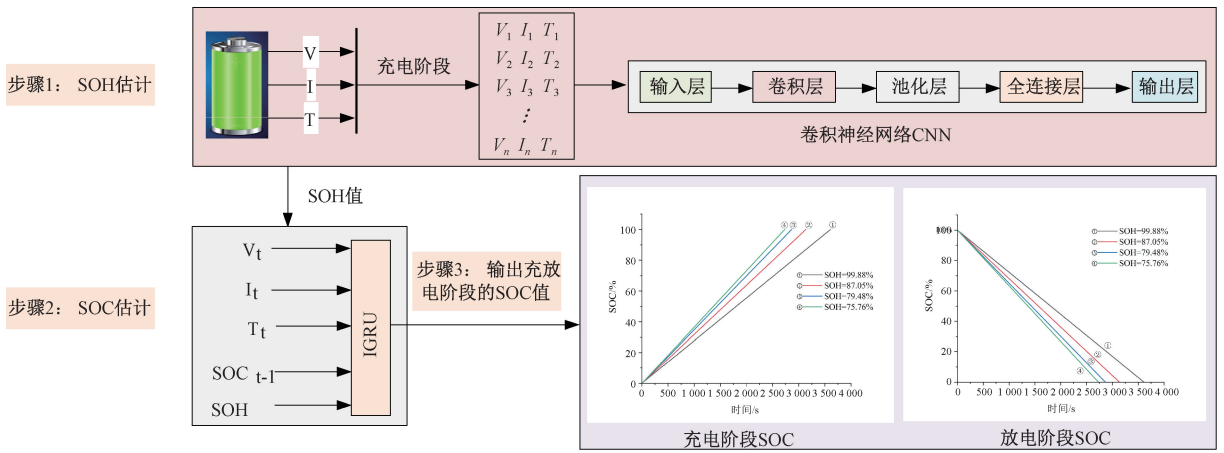 步骤1： SOH估计
V
I
T
充电阶段
V1 I1 T1
V2 I2 T2
V3 I3 T3
⋮
Vn In Tn
输入层
卷积层
池化层
全连接层
输出层
卷积神经网络CNN
SOH值
步骤2： SOC估计
Vt
It
Tt
SOC t-1
SOH
IGRU
步骤3： 输出充放
电阶段的SOC值
SOC/%
100
80
60
40
20
0
0 500 1 000 1 500 2 000 2 500 3 000 3 500 4 000
时间/s
④ ③ ② ①
① SOH=99.88%
② SOH=87.05%
③ SOH=79.48%
④ SOH=75.76%
充电阶段SOC
SOC/%
100
80
60
40
20
0
0 500 1 000 1 500 2 000 2 500 3 000 3 500 4 000
时间/s
① SOH=99.88%
② SOH=87.05%
③ SOH=79.48%
④ SOH=75.76%
①
②
③
④
放电阶段SOC